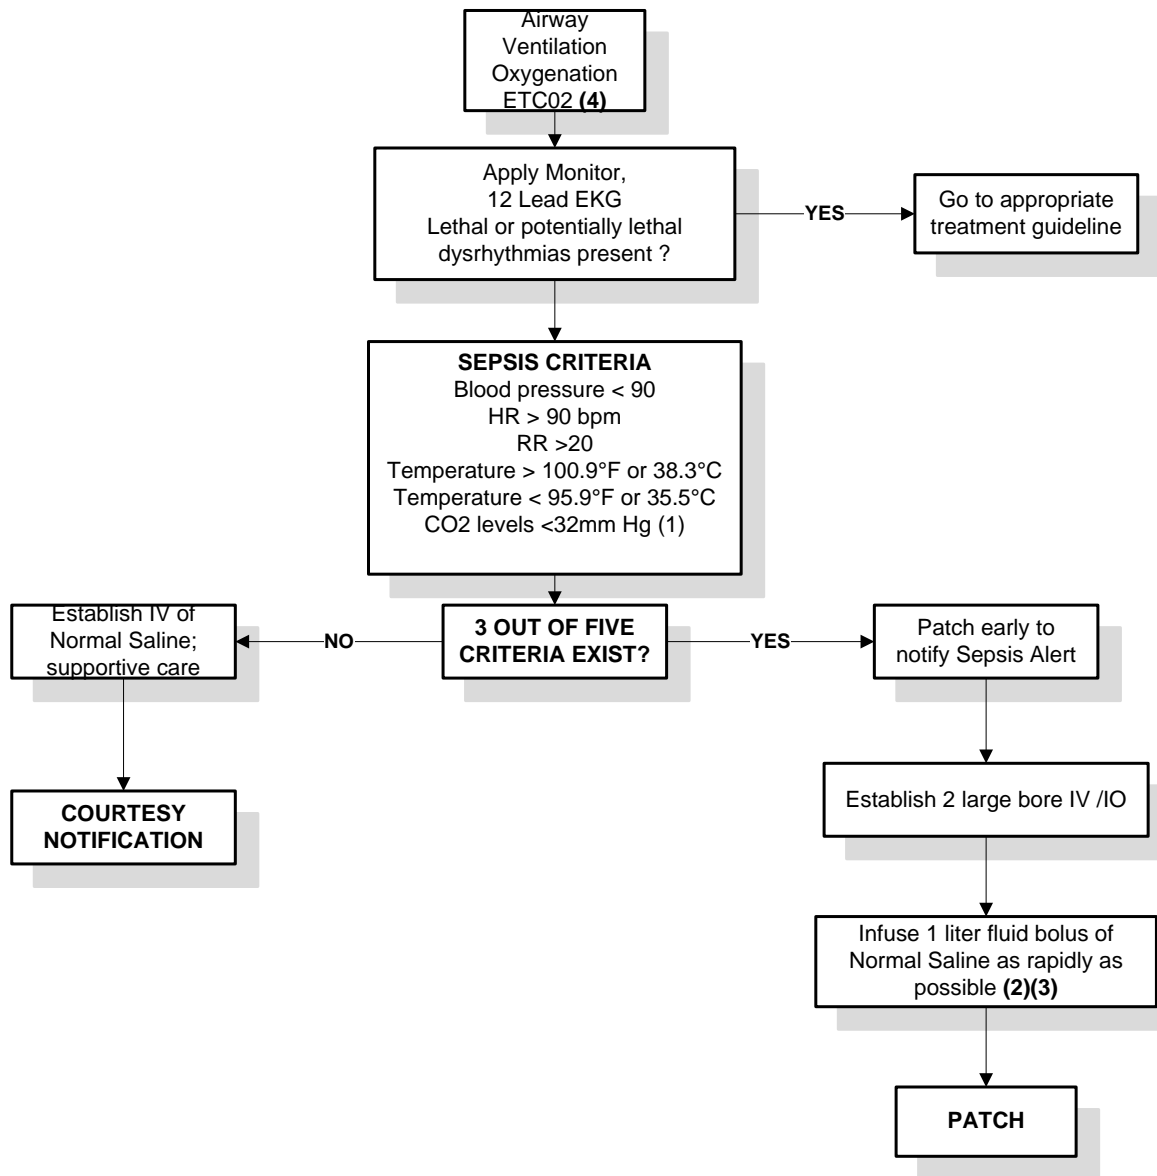 Airway
Ventilation
Oxygenation
ETC02 (4)
Apply Monitor,
12 Lead EKG
Lethal or potentially lethal
dysrhythmias present ?
YES
Go to appropriate
treatment guideline
SEPSIS CRITERIA
Blood pressure < 90
HR > 90 bpm
RR >20
Temperature > 100.9°F or 38.3°C
Temperature < 95.9°F or 35.5°C
CO2 levels <32mm Hg (1)
3 OUT OF FIVE
CRITERIA EXIST?
NO
Establish IV of
Normal Saline;
supportive care
COURTESY
NOTIFICATION
YES
Patch early to
notify Sepsis Alert
Establish 2 large bore IV /IO
Infuse 1 liter fluid bolus of
Normal Saline as rapidly as
possible (2)(3)
PATCH